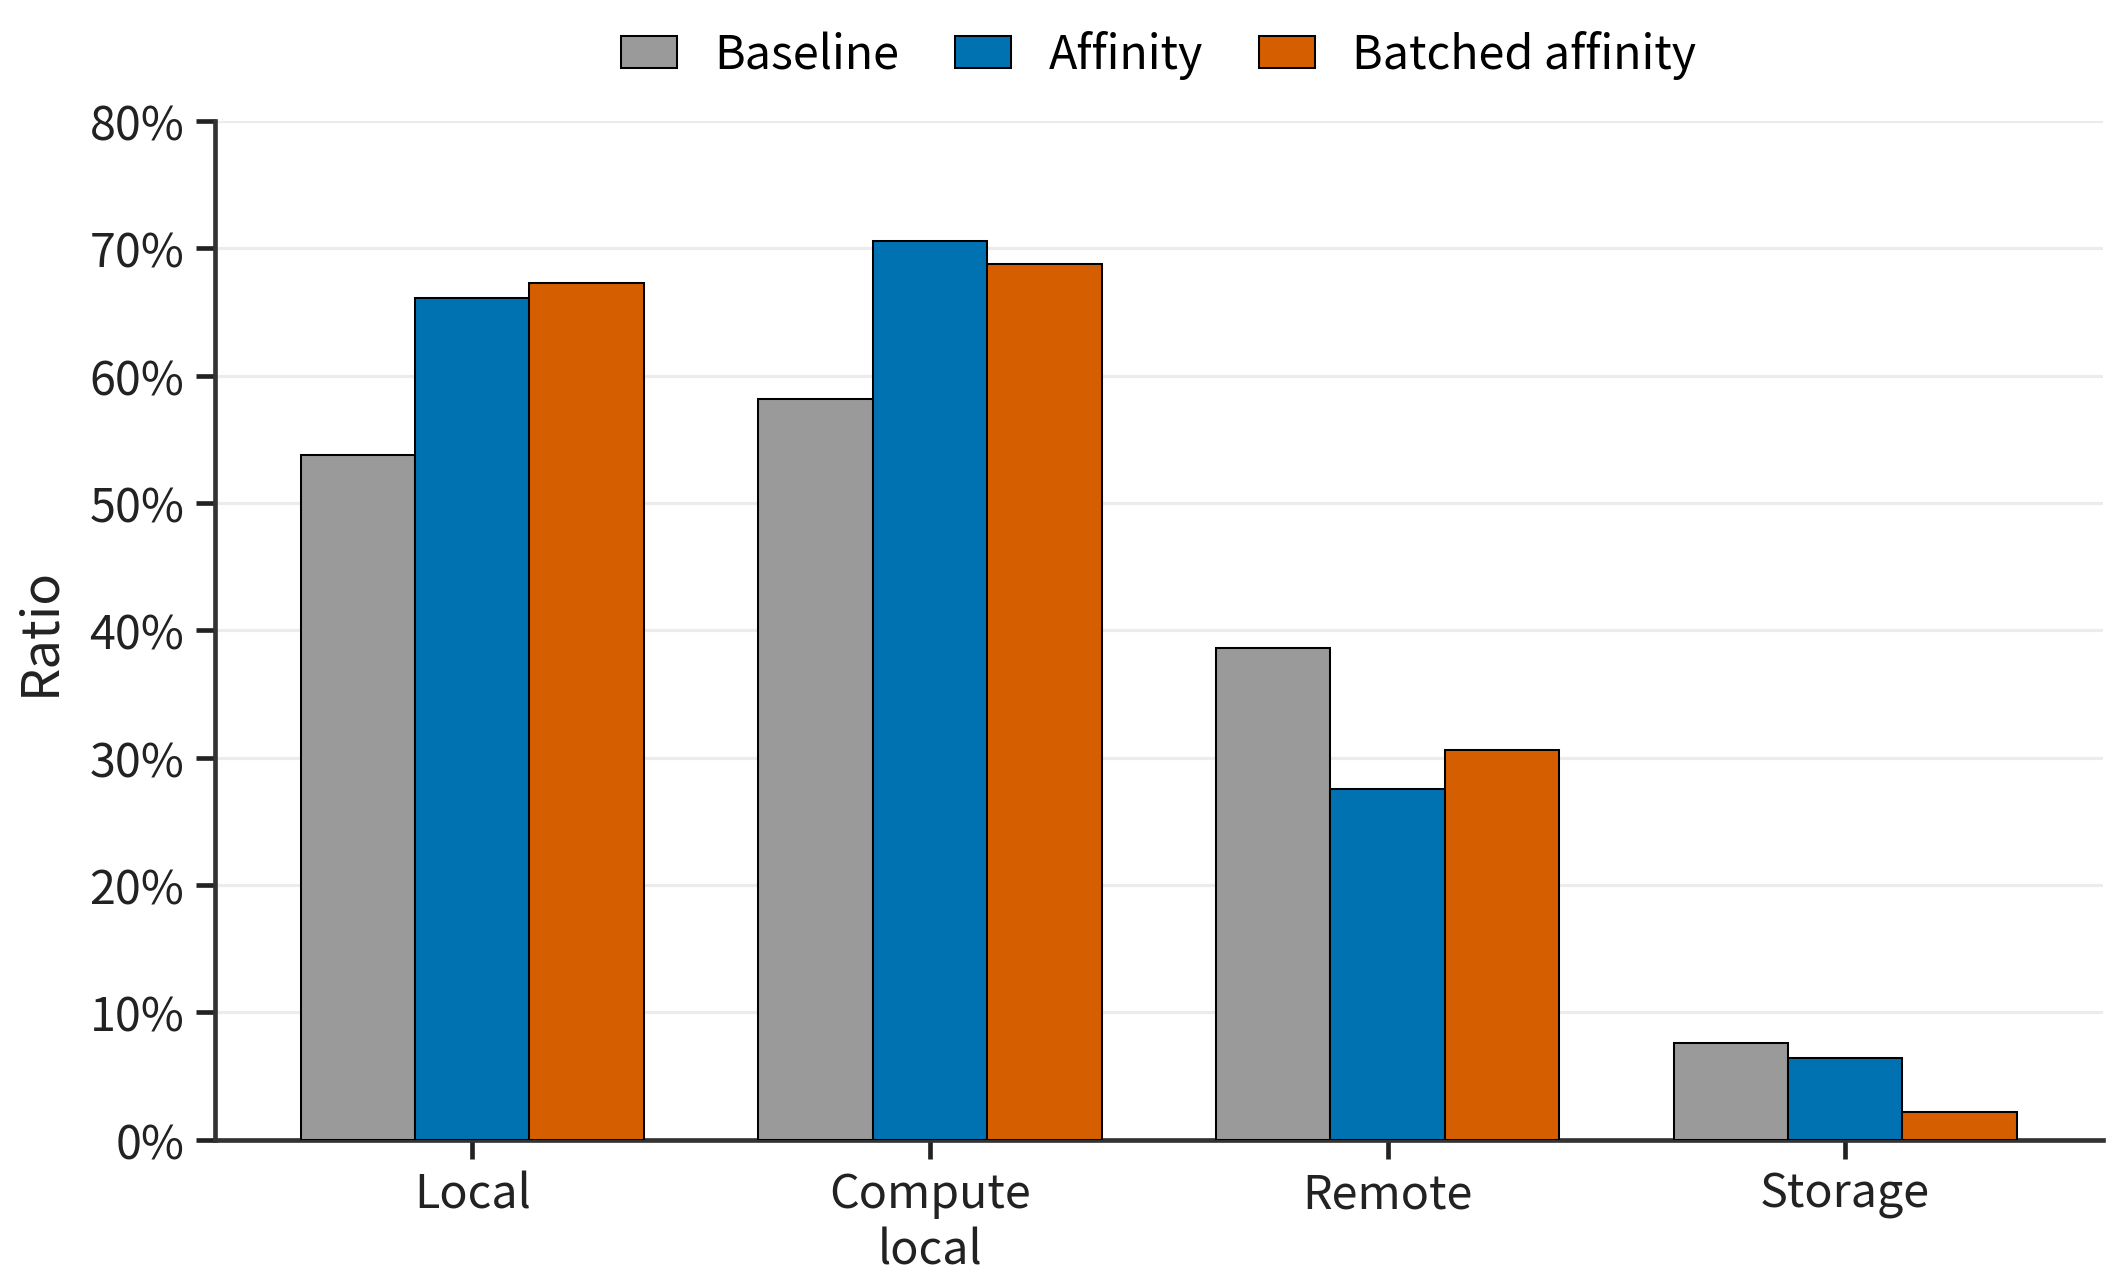 Baseline
Affinity
Batched affinity
80%
70%
60%
50%
40%
30%
20%
10%
0%
Ratio
Local
Compute
local
Remote
Storage